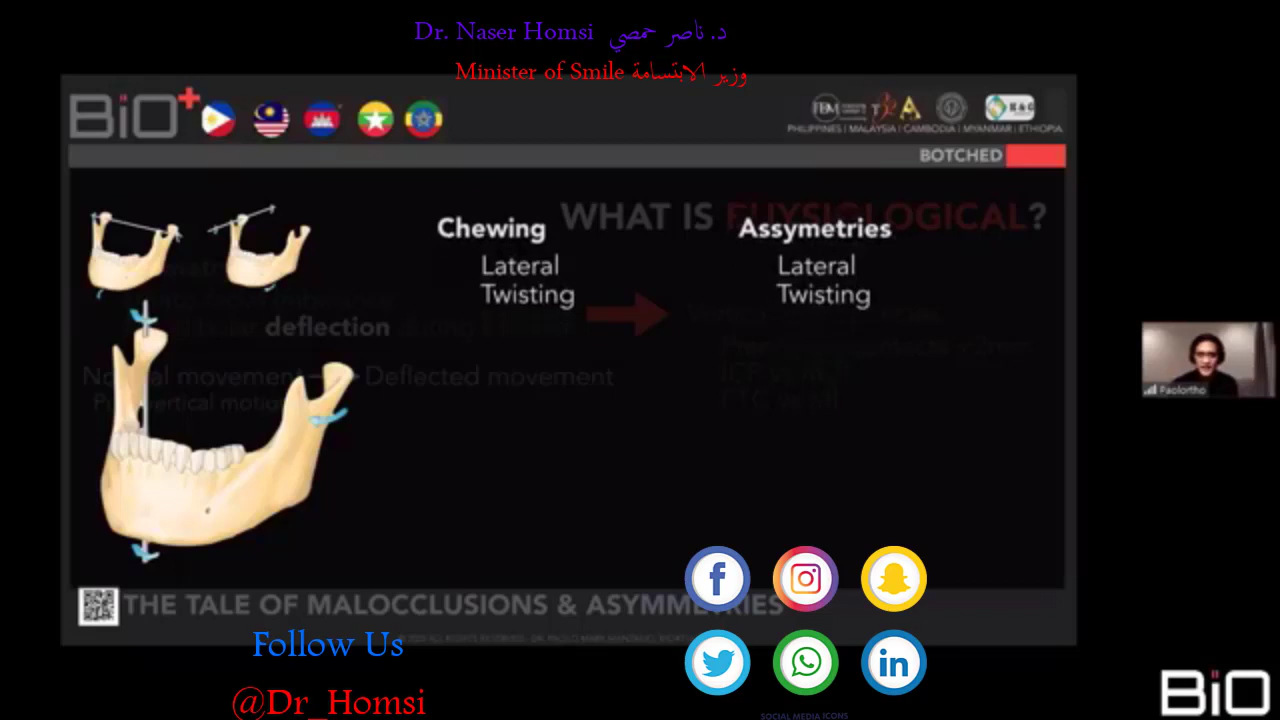 Dr. Naser Homsi د. ناصر حمصي
Minister of Smile وزير الابتسامة
BiO+
PHILIPPINES | MALAYSIA | CAMBODIA | MYANMAR | ETHIOPIA
BOTCHED
WHAT IS PHYSIOLOGICAL?
Chewing
Lateral
Twisting
Assymetries
Lateral
Twisting
deflection
Normal movement
Deflected movement
Paolortho
THE TALE OF MALOCCLUSIONS & ASYMMETRIES
Follow Us
@Dr_Homsi
SOCIAL MEDIA ICONS
BiO